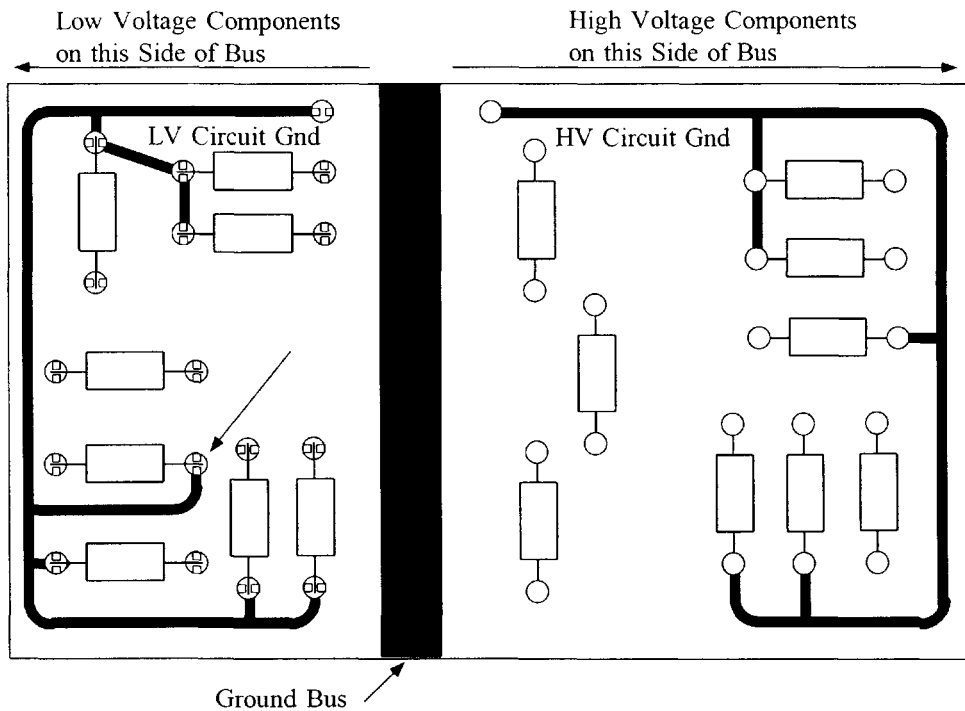 Low Voltage Components
on this Side of Bus
High Voltage Components
on this Side of Bus
LV Circuit Gnd
HV Circuit Gnd
Ground Bus